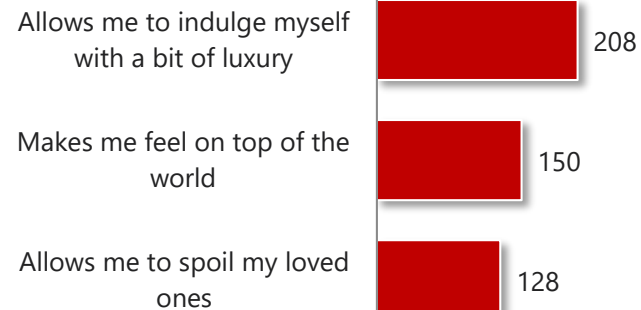 Allows me to indulge myself
with a bit of luxury
208
Makes me feel on top of the
world
150
Allows me to spoil my loved
ones
128